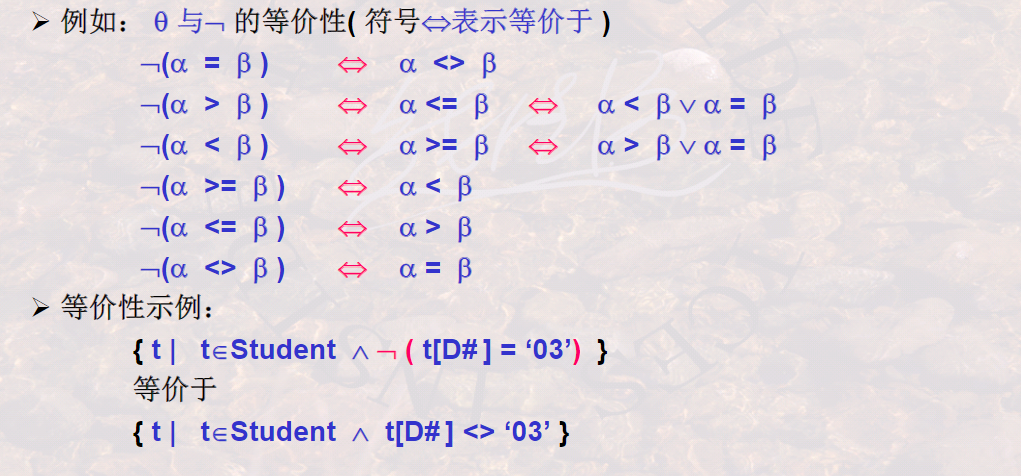 ➢ 例如： θ 与¬ 的等价性( 符号⇔表示等价于 )
¬(α = β ) ⇔ α <> β
¬(α > β ) ⇔ α <= β ⇔ α < β ∨ α = β
¬(α < β ) ⇔ α >= β ⇔ α > β ∨ α = β
¬(α >= β ) ⇔ α < β
¬(α <= β ) ⇔ α > β
¬(α <> β ) ⇔ α = β
➢ 等价性示例：
{ t | t∈Student ∧ ¬ ( t[D# ] = ‘03’) }
等价于
{ t | t∈Student ∧ t[D# ] <> ‘03’ }